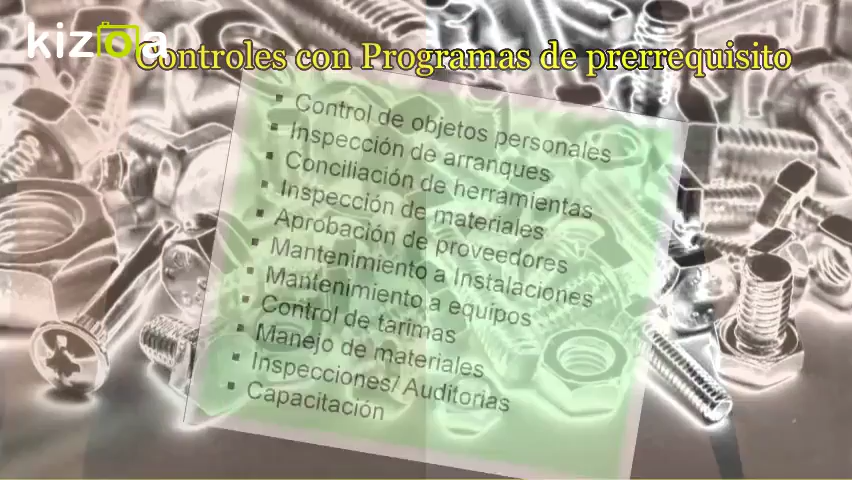 kizoa
Controles con Programas de prerrequisito
▪ Control de objetos personales
▪ Inspección de arranques
▪ Conciliación de herramientas
▪ Inspección de materiales
▪ Aprobación de proveedores
▪ Mantenimiento a Instalaciones
▪ Mantenimiento a equipos
▪ Control de tarimas
▪ Manejo de materiales
▪ Inspecciones/ Auditorias
▪ Capacitación